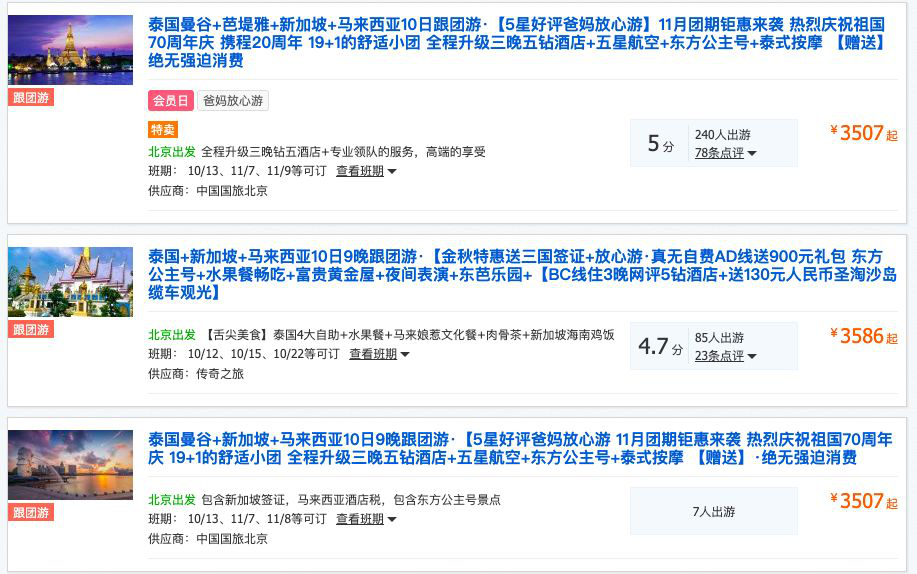 泰国曼谷+芭堤雅+新加坡+马来西亚10日跟团游·【5星好评爸妈放心游】11月团期钜惠来袭 热烈庆祝祖国
70周年庆 携程20周年 19+1的舒适小团 全程升级三晚五钻酒店+五星航空+东方公主号+泰式按摩 【赠送】
绝无强迫消费
跟团游
会员日 爸妈放心游
特卖
北京出发 全程升级三晚钻五酒店+专业领队的服务，高端的享受
班期： 10/13、11/7、11/9等可订 查看班期
供应商： 中国国旅北京
5分
240人出游
78条点评
¥3507起
泰国+新加坡+马来西亚10日9晚跟团游·【金秋特惠送三国签证+放心游·真无自费AD线送900元礼包 东方
公主号+水果餐畅吃+富贵黄金屋+夜间表演+东芭乐园+【BC线住3晚网评5钻酒店+送130元人民币圣淘沙岛
缆车观光】
跟团游
北京出发 【舌尖美食】泰国4大自助+水果餐+马来娘惹文化餐+肉骨茶+新加坡海南鸡饭
班期： 10/12、10/15、10/22等可订 查看班期
供应商： 传奇之旅
4.7分
85人出游
23条点评
¥3586起
泰国曼谷+新加坡+马来西亚10日9晚跟团游·【5星好评爸妈放心游 11月团期钜惠来袭 热烈庆祝祖国70周年
庆 19+1的舒适小团 全程升级三晚五钻酒店+五星航空+东方公主号+泰式按摩 【赠送】·绝无强迫消费
跟团游
北京出发 包含新加坡签证，马来西亚酒店税，包含东方公主号景点
班期： 10/13、11/7、11/8等可订 查看班期
供应商： 中国国旅北京
7人出游
¥3507起